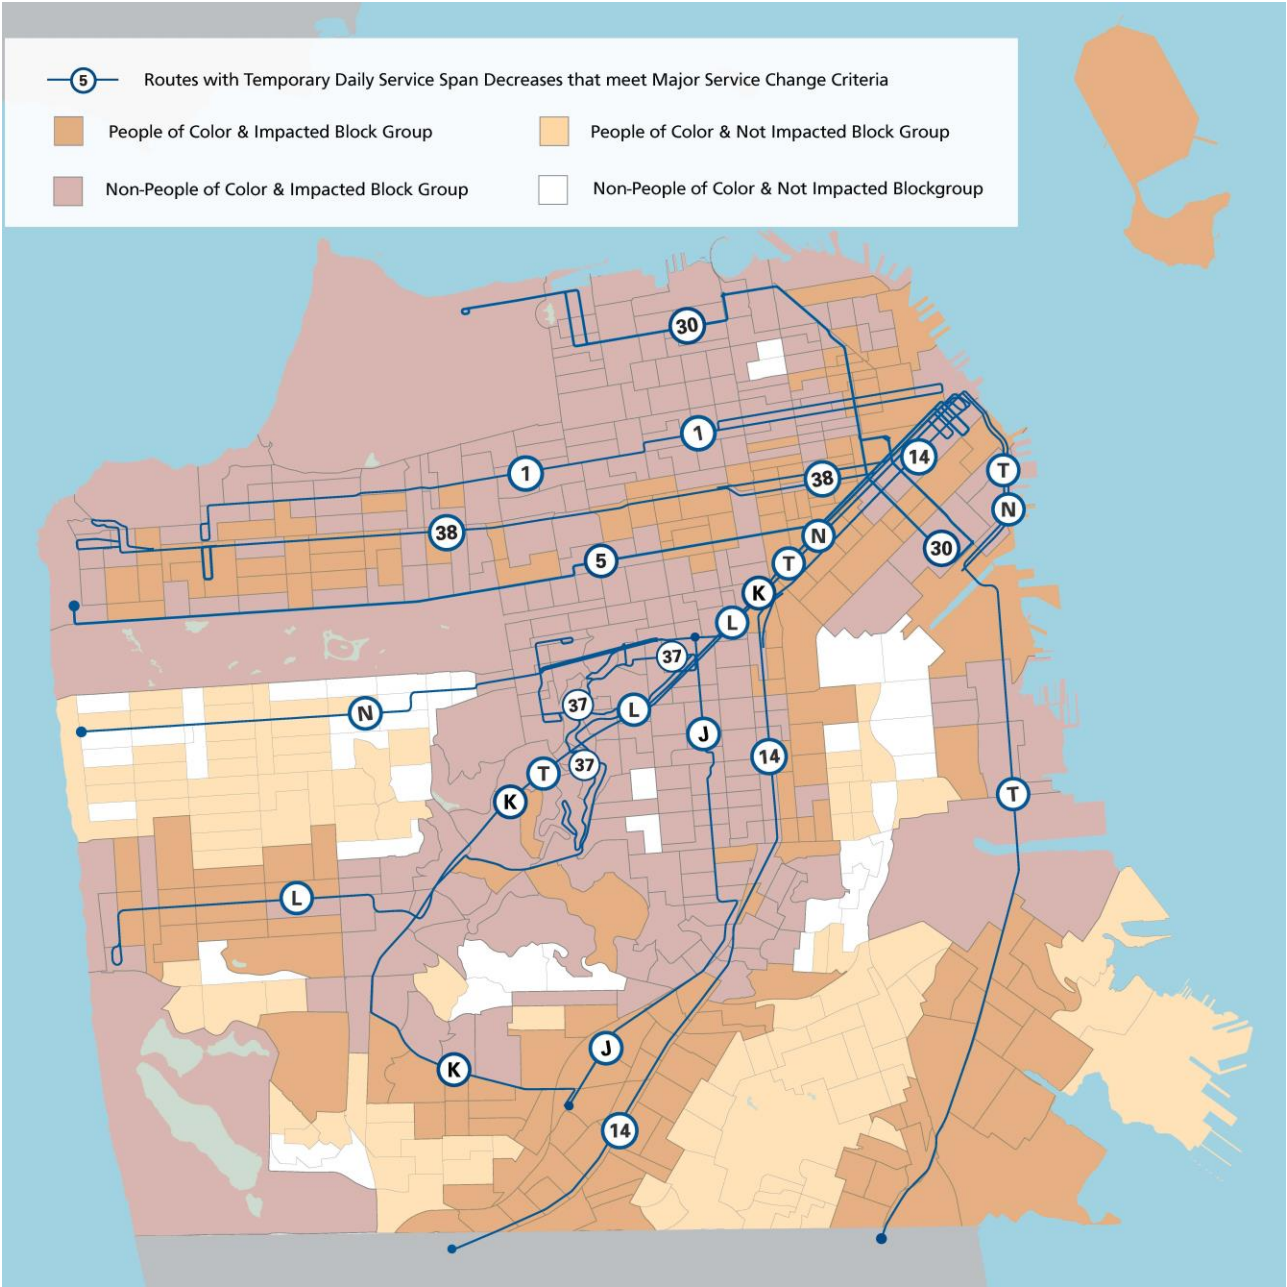 5 Routes with Temporary Daily Service Span Decreases that meet Major Service Change Criteria
People of Color & Impacted Block Group
People of Color & Not Impacted Block Group
Non-People of Color & Impacted Block Group
Non-People of Color & Not Impacted Blockgroup
30
1
1
14
T
38
N
38
N
30
5
T
K
L
37
37
L
N
J
14
37
T
K
T
L
J
K
14